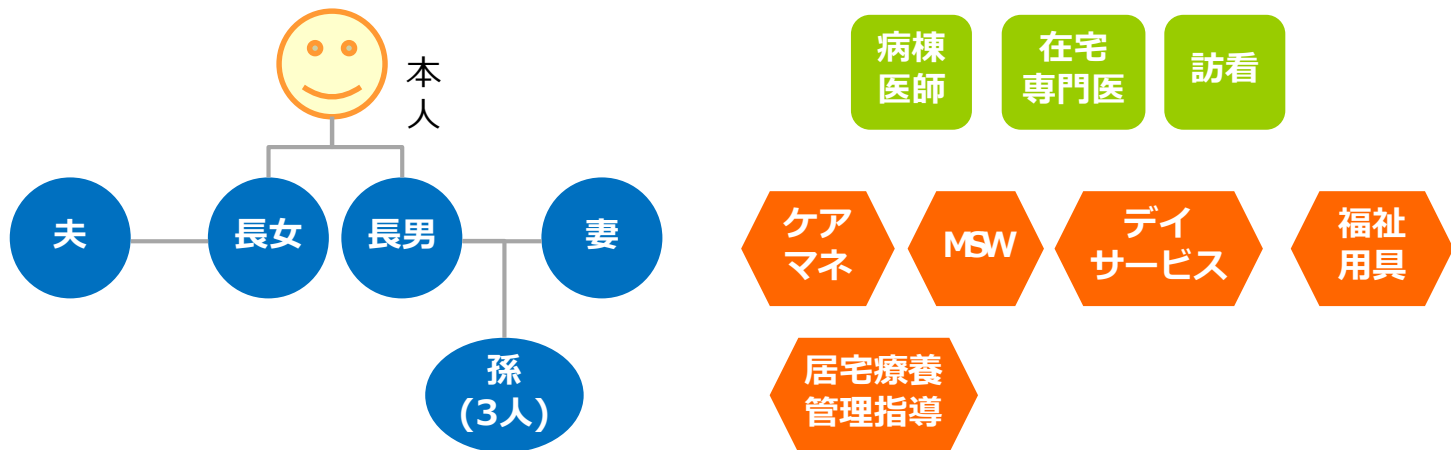 本
人
夫
長女
長男
妻
孫
(3人)
病棟
医師
在宅
専門医
訪看
ケア
マネ
MSW
デイ
サービス
福祉
用具
居宅療養
管理指導